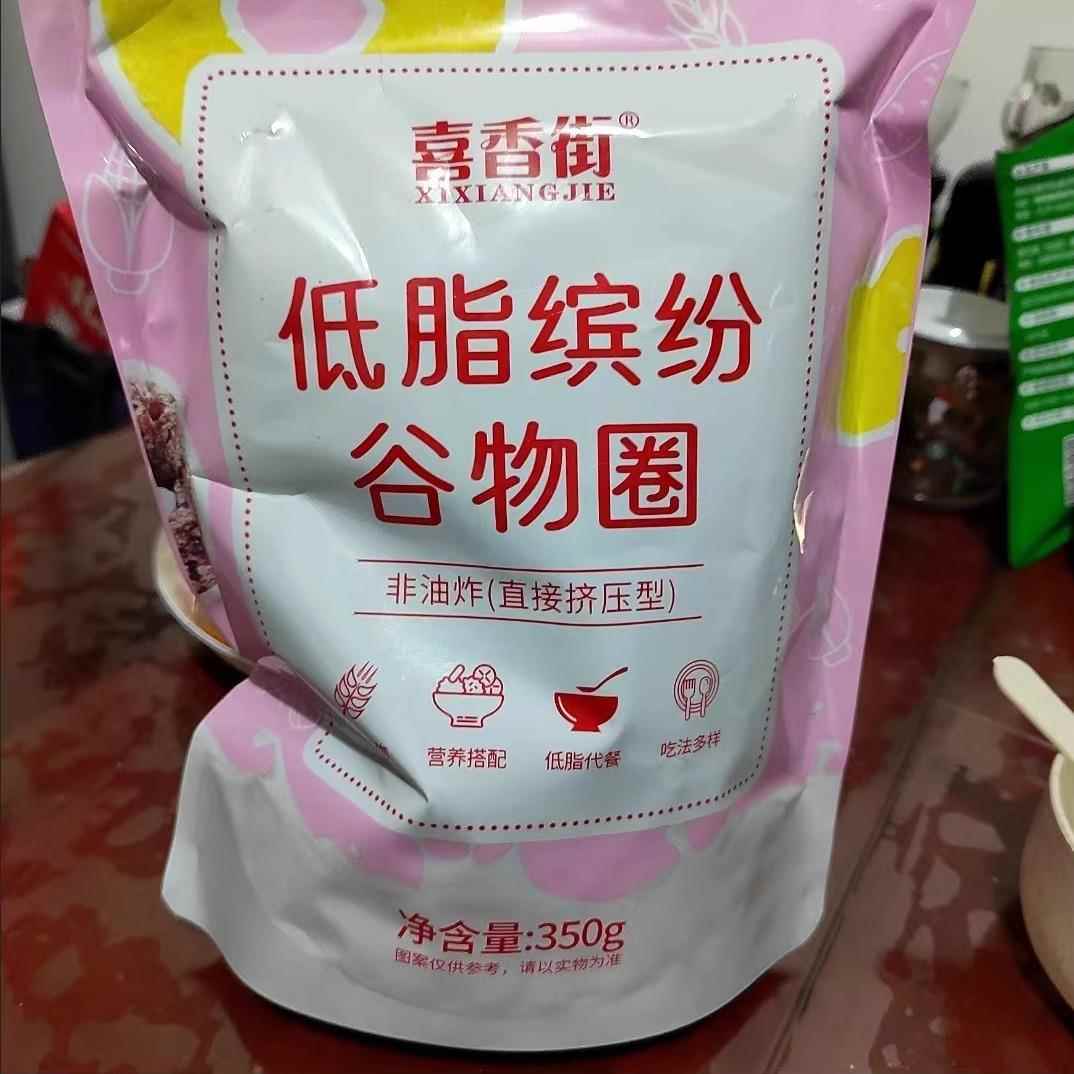 喜香街®
XIXIANGJIE
低脂缤纷
谷物圈
非油炸(直接挤压型)
营养搭配
低脂代餐
吃法多样
净含量:350g
图案仅供参考，请以实物为准